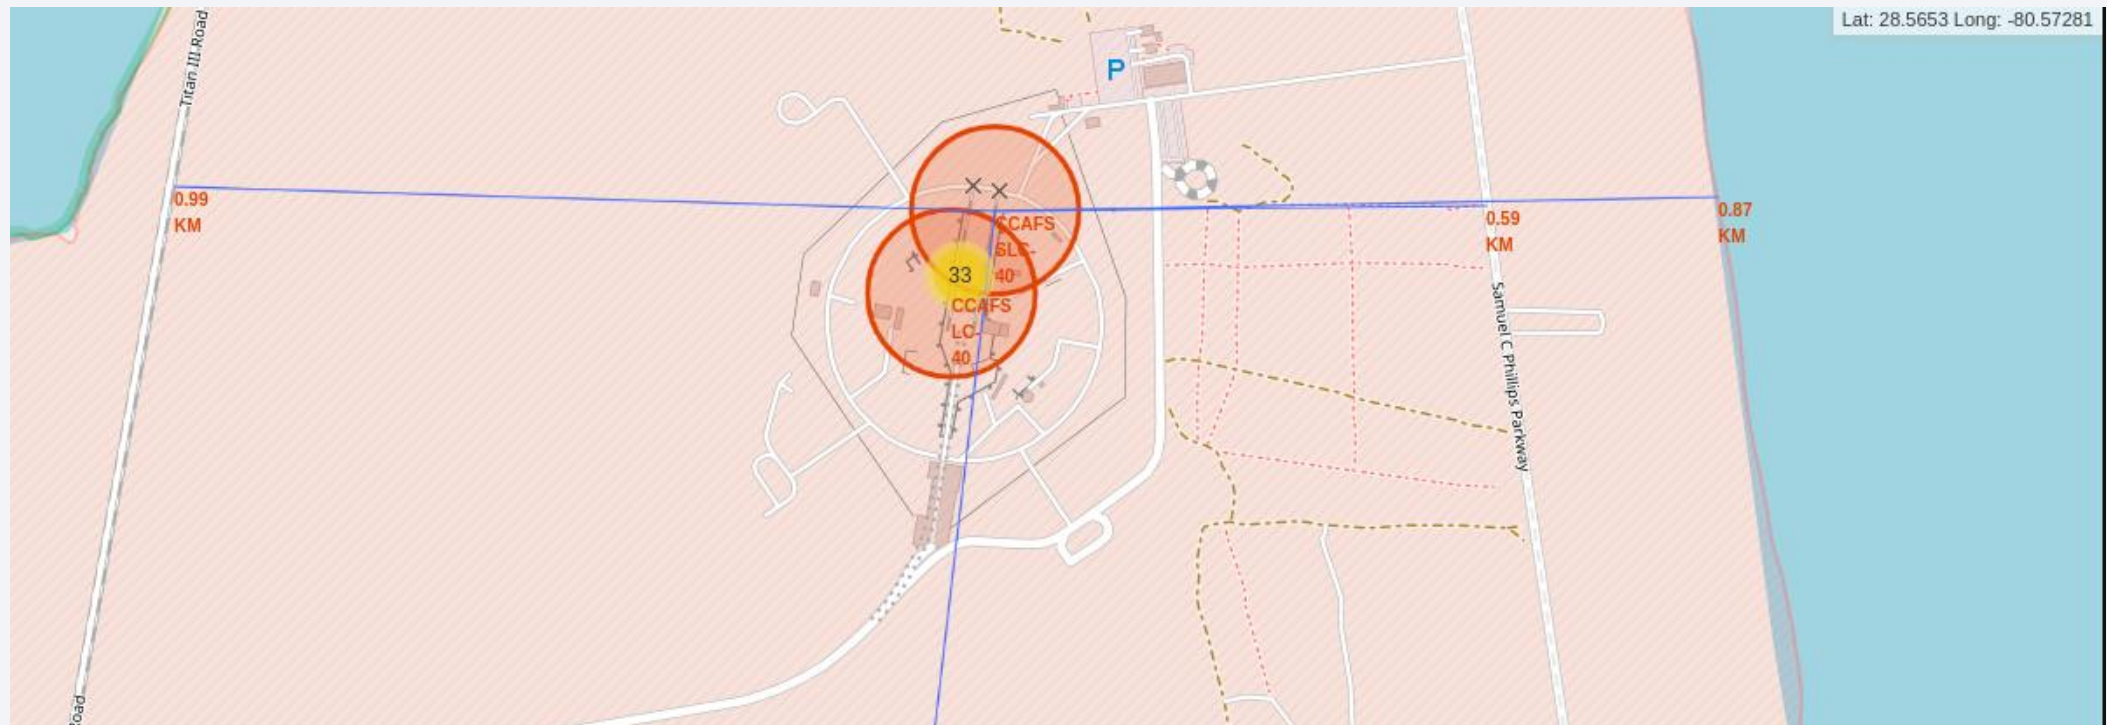 Lat: 28.5653 Long: -80.57281
Titan III Road
P
0.99
KM
CCAFS
SLC-
40
33
CCAFS
LC-
40
0.59
KM
0.87
KM
Samuel C Phillips Parkway